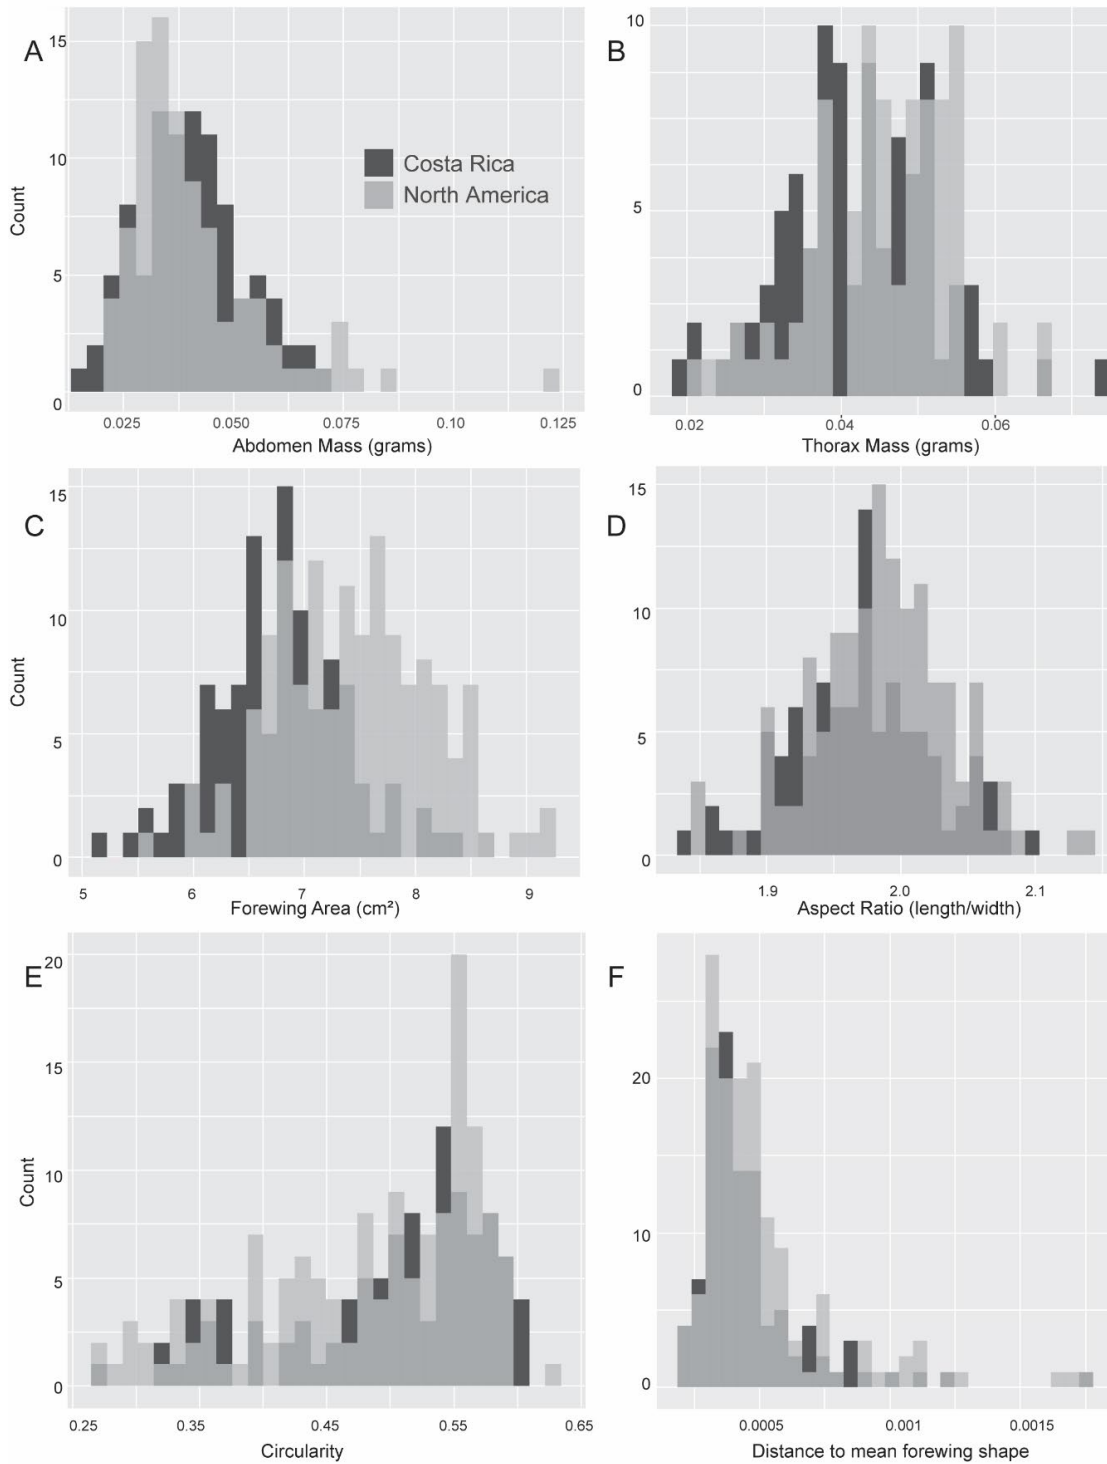 A
15
10
5
0
Count
Costa Rica
North America
0.025 0.050 0.075 0.10 0.125
Abdomen Mass (grams)
B
10
5
0
0.02 0.04 0.06
Thorax Mass (grams)
C
15
10
5
0
Count
5 6 7 8 9
Forewing Area (cm²)
D
15
10
5
0
1.9 2.0 2.1
Aspect Ratio (length/width)
E
20
15
10
5
0
Count
0.25 0.35 0.45 0.55 0.65
Circularity
F
20
10
0
0.0005 0.001 0.0015
Distance to mean forewing shape